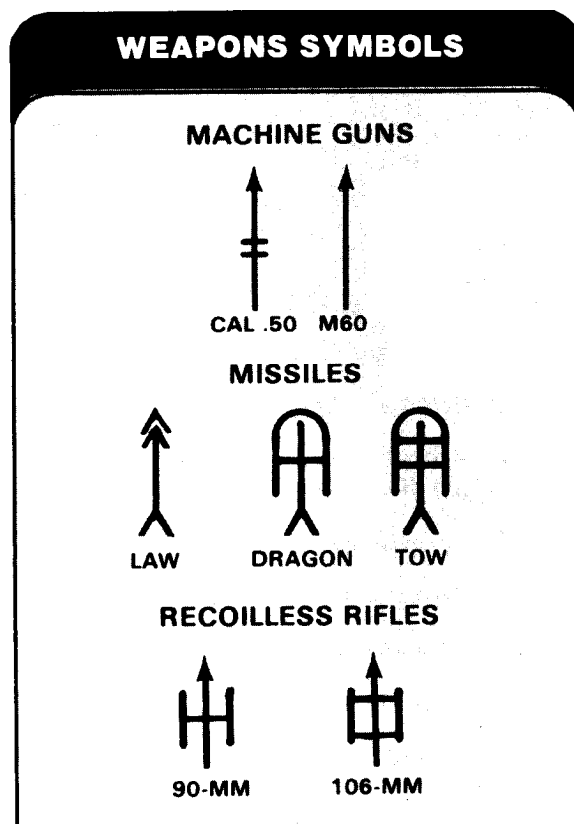 WEAPONS SYMBOLS
MACHINE GUNS
CAL .50 M60
MISSILES
LAW DRAGON TOW
RECOILLESS RIFLES
90-MM 106-MM